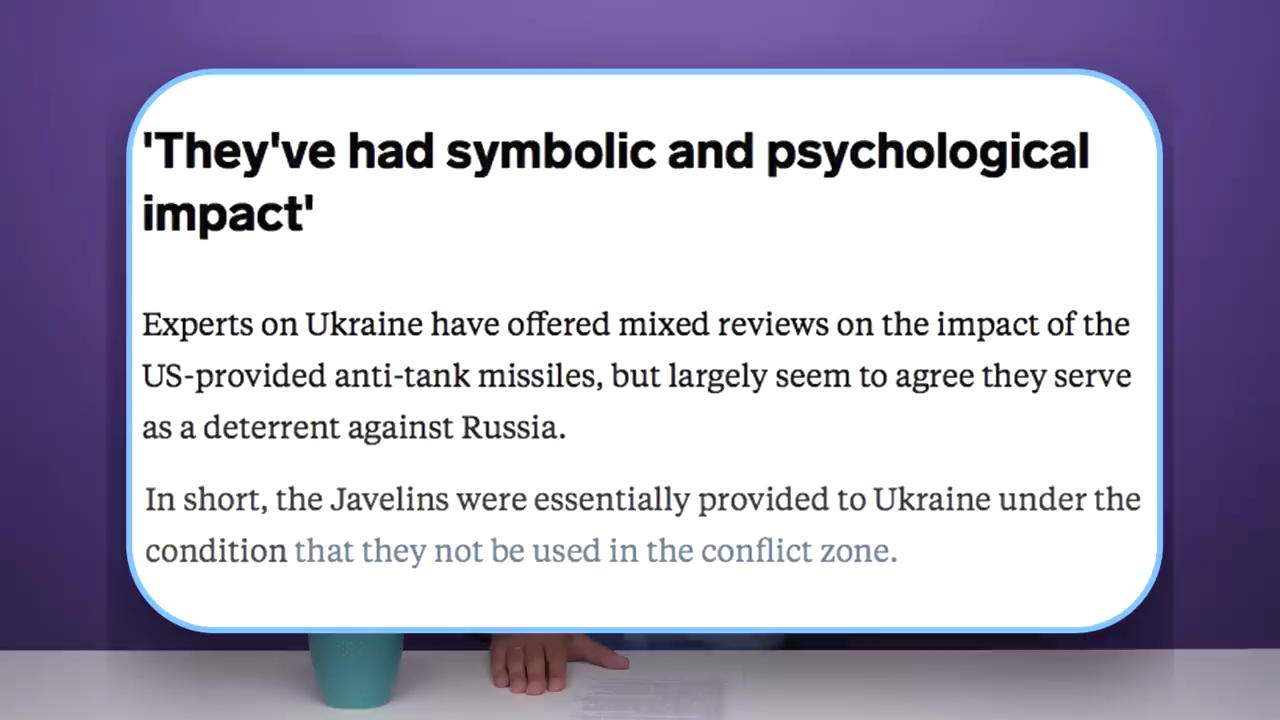 'They've had symbolic and psychological
impact'
Experts on Ukraine have offered mixed reviews on the impact of the
US-provided anti-tank missiles, but largely seem to agree they serve
as a deterrent against Russia.
In short, the Javelins were essentially provided to Ukraine under the
condition that they not be used in the conflict zone.